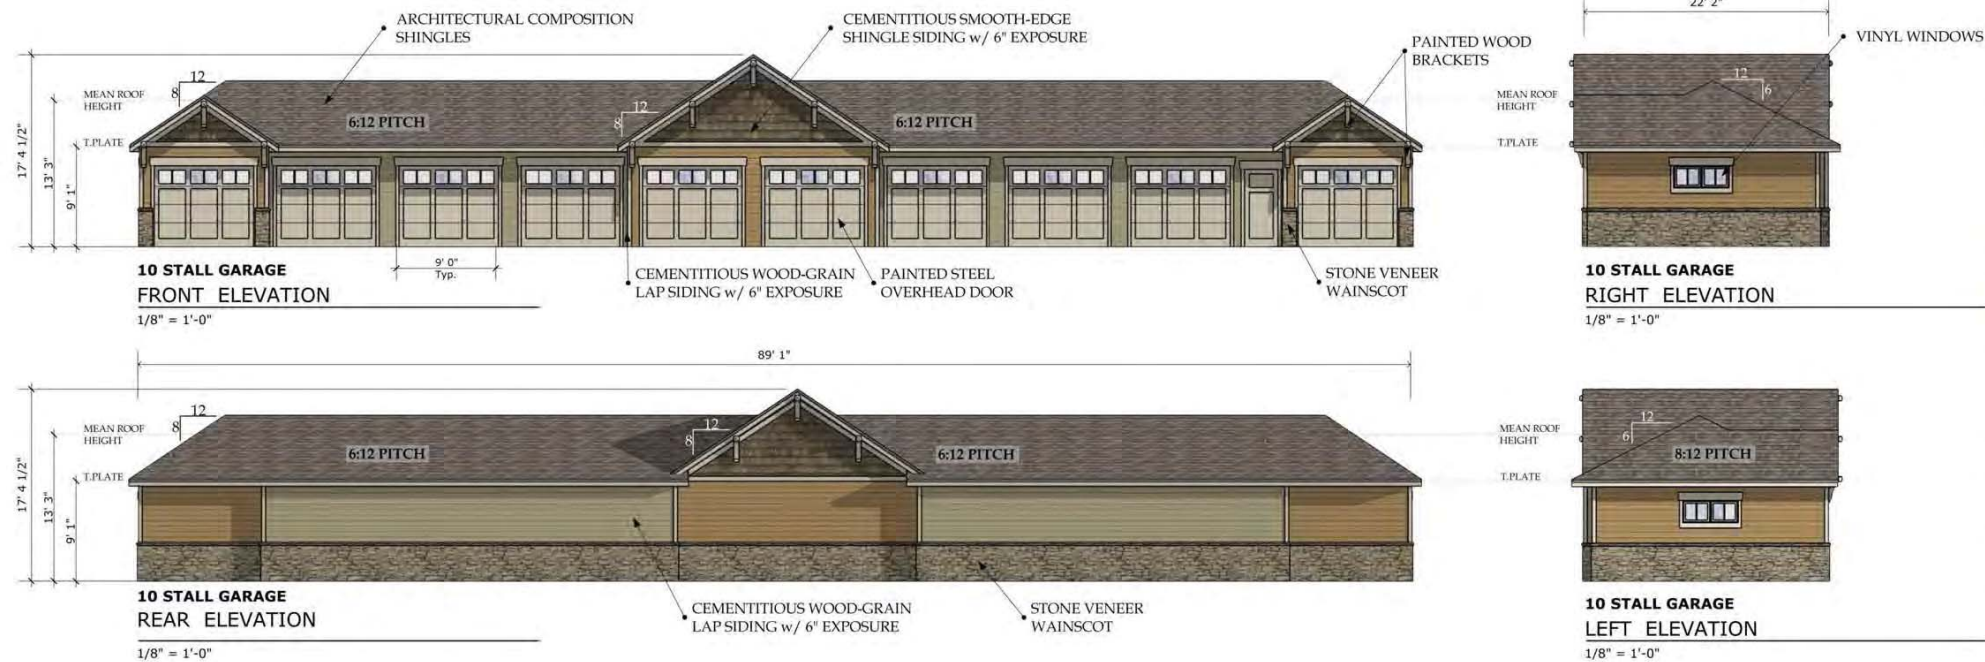 ARCHITECTURAL COMPOSITION
SHINGLES
CEMENTITIOUS SMOOTH-EDGE
SHINGLE SIDING w/ 6" EXPOSURE
PAINTED WOOD
BRACKETS
22' 2"
VINYL WINDOWS
MEAN ROOF
HEIGHT
T.PLATE
17' 4 1/2"
13' 3"
9' 1"
12
8
6:12 PITCH
12
8
6:12 PITCH
MEAN ROOF
HEIGHT
T.PLATE
12
6
9' 0"
Typ.
CEMENTITIOUS WOOD-GRAIN
LAP SIDING w/ 6" EXPOSURE
PAINTED STEEL
OVERHEAD DOOR
STONE VENEER
WAINSCOT
10 STALL GARAGE
FRONT ELEVATION
1/8" = 1'-0"
10 STALL GARAGE
RIGHT ELEVATION
1/8" = 1'-0"
89' 1"
MEAN ROOF
HEIGHT
T.PLATE
17' 4 1/2"
13' 3"
9' 1"
12
8
6:12 PITCH
12
8
6:12 PITCH
MEAN ROOF
HEIGHT
T.PLATE
12
6
8:12 PITCH
CEMENTITIOUS WOOD-GRAIN
LAP SIDING w/ 6" EXPOSURE
STONE VENEER
WAINSCOT
10 STALL GARAGE
REAR ELEVATION
1/8" = 1'-0"
10 STALL GARAGE
LEFT ELEVATION
1/8" = 1'-0"